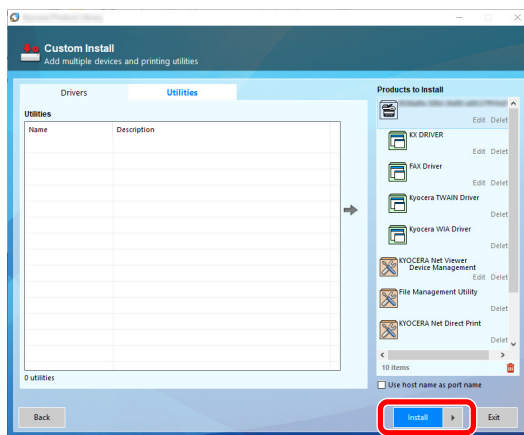 Custom Install
Add multiple devices and printing utilities
Drivers
Utilities
Utilities
Name
Description
0 utilities
Products to Install
Edit Delet
KX DRIVER
Edit Delet
FAX Driver
Edit Delet
Kyocera TWAIN Driver
Delet
Kyocera WIA Driver
Delet
KYOCERA Net Viewer
Device Management
Edit Delet
File Management Utility
Delet
KYOCERA Net Direct Print
Delet
10 items
Use host name as port name
Back
Install
Exit